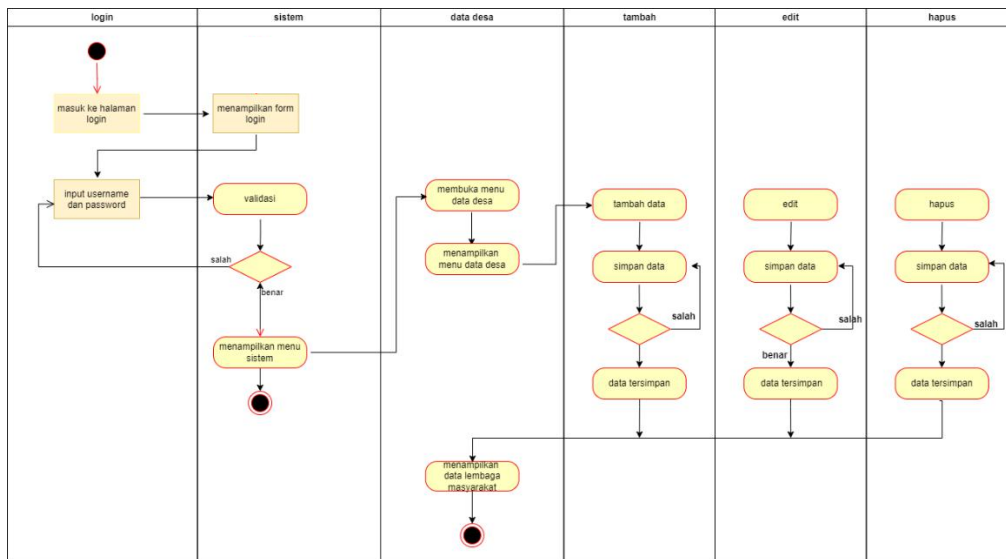 login
sistem
data desa
tambah
edit
hapus
masuk ke halaman
login
menampilkan form
login
input username
dan password
validasi
salah
benar
menampilkan menu
sistem
membuka menu
data desa
menampilkan
menu data desa
tambah data
simpan data
salah
data tersimpan
edit
simpan data
salah
benar
data tersimpan
hapus
simpan data
salah
data tersimpan
menampilkan
data lembaga
masyarakat